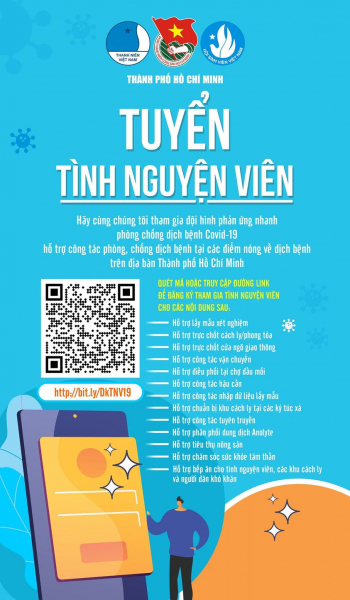 THANH NIÊN
VIỆT NAM
HỘI SINH VIÊN VIỆT NAM
THÀNH PHỐ HỒ CHÍ MINH
TUYỂN
TÌNH NGUYỆN VIÊN
Hãy cùng chúng tôi tham gia đội hình phản ứng nhanh
phòng chống dịch bệnh Covid-19
hỗ trợ công tác phòng, chống dịch bệnh tại các điểm nóng về dịch bệnh
trên địa bàn Thành phố Hồ Chí Minh
QUÉT MÃ HOẶC TRUY CẬP ĐƯỜNG LINK
ĐỂ ĐĂNG KÝ THAM GIA TÌNH NGUYỆN VIÊN
CHO CÁC NỘI DUNG SAU:
Hỗ trợ lấy mẫu xét nghiệm
Hỗ trợ trực chốt cách ly/phong tỏa
Hỗ trợ trực chốt cửa ngõ giao thông
Hỗ trợ công tác vận chuyển
Hỗ trợ điều phối tại chợ đầu mối
Hỗ trợ công tác hậu cần
Hỗ trợ công tác nhập dữ liệu lấy mẫu
Hỗ trợ chuẩn bị khu cách ly tại các ký túc xá
Hỗ trợ công tác tuyên truyền
Hỗ trợ phân phối dung dịch Anolyte
Hỗ trợ tiêu thụ nông sản
Hỗ trợ chăm sóc sức khỏe tâm thần
Hỗ trợ bếp ăn cho tình nguyện viên, các khu cách ly
và người dân khó khăn
http://bit.ly/DkTNV19